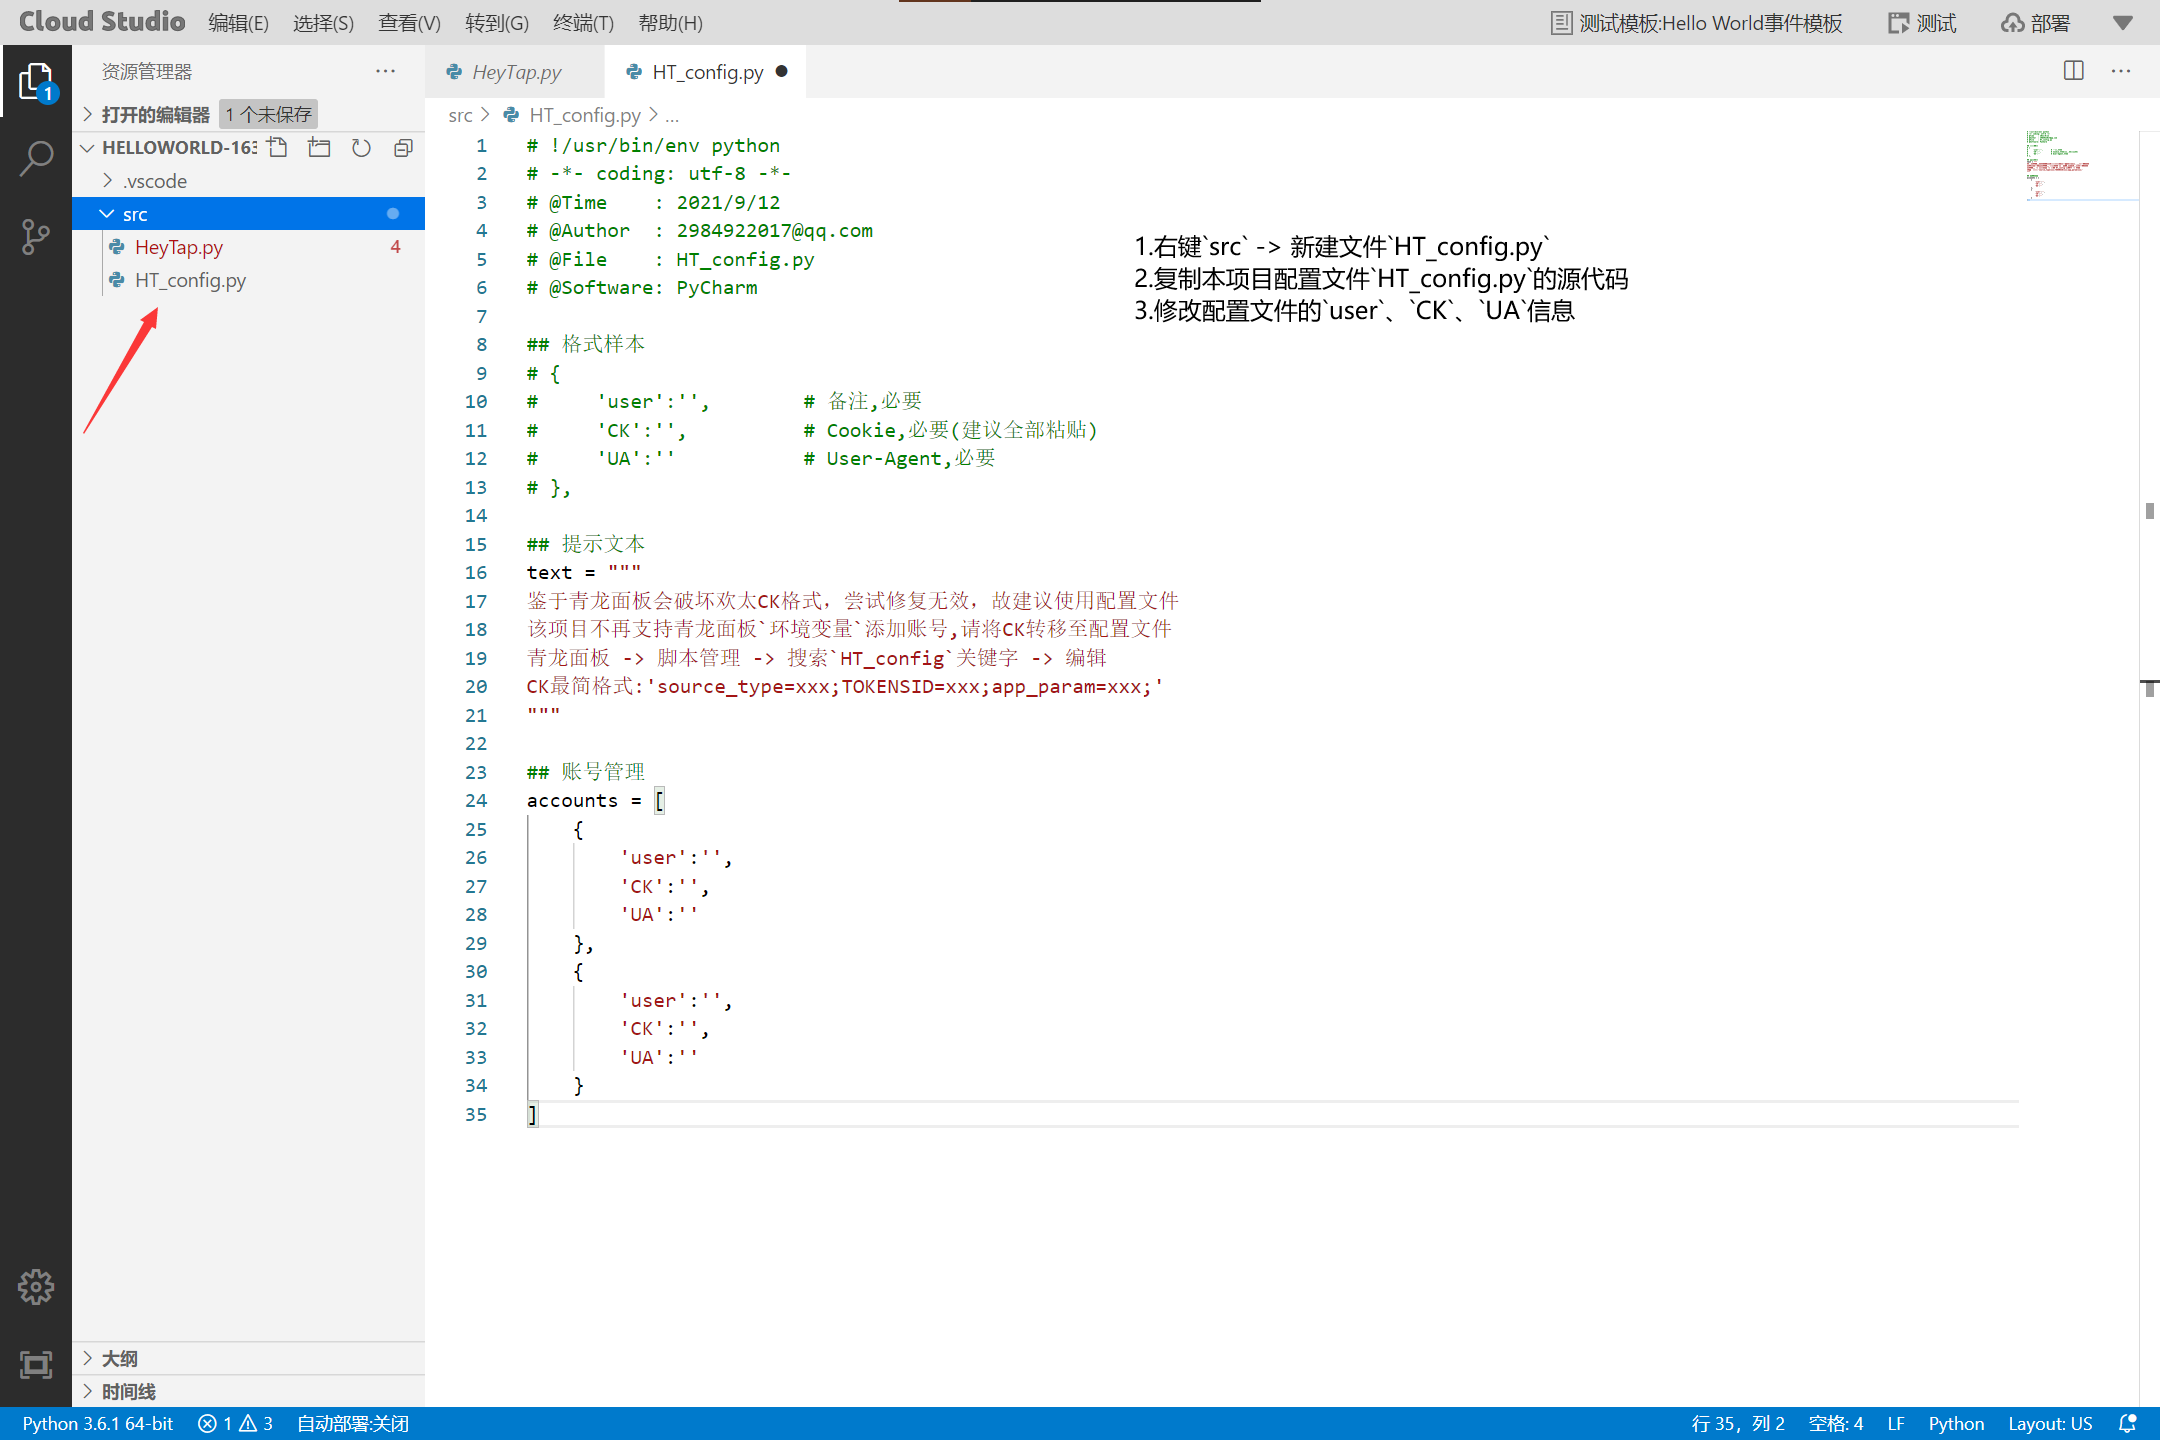 Cloud Studio 编辑(E) 选择(S) 查看(V) 转到(G) 终端(T) 帮助(H) 测试模板:Hello World事件模板 测试 部署
资源管理器 ···
HeyTap.py HT_config.py
1
打开的编辑器 1 个未保存
src > HT_config.py > ...
HELLOWORLD-163
.vscode
src
HeyTap.py 4
HT_config.py
1 # !/usr/bin/env python
2 # -*- coding: utf-8 -*-
3 # @Time    : 2021/9/12
4 # @Author  : 2984922017@qq.com
5 # @File    : HT_config.py
6 # @Software: PyCharm
7
8 ## 格式样本
9 # {
10 #     'user':'',        # 备注,必要
11 #     'CK':'',          # Cookie,必要(建议全部粘贴)
12 #     'UA':''           # User-Agent,必要
13 # },
14
15 ## 提示文本
16 text = """
17 鉴于青龙面板会破坏欢太CK格式，尝试修复无效，故建议使用配置文件
18 该项目不再支持青龙面板`环境变量`添加账号,请将CK转移至配置文件
19 青龙面板 -> 脚本管理 -> 搜索`HT_config`关键字 -> 编辑
20 CK最简格式:'source_type=xxx;TOKENSID=xxx;app_param=xxx;'
21 """
22
23 ## 账号管理
24 accounts = [
25     {
26         'user':'',
27         'CK':'',
28         'UA':''
29     },
30     {
31         'user':'',
32         'CK':'',
33         'UA':''
34     }
35 ]
1.右键`src` -> 新建文件`HT_config.py`
2.复制本项目配置文件`HT_config.py`的源代码
3.修改配置文件的`user`、`CK`、`UA`信息
大纲
时间线
Python 3.6.1 64-bit 1 3 自动部署:关闭 行 35，列 2 空格: 4 LF Python Layout: US